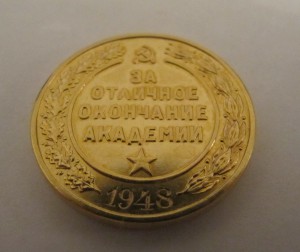 ЗА
ОТЛИЧНОЕ
ОКОНЧАНИЕ
АКАДЕМИИ
1948